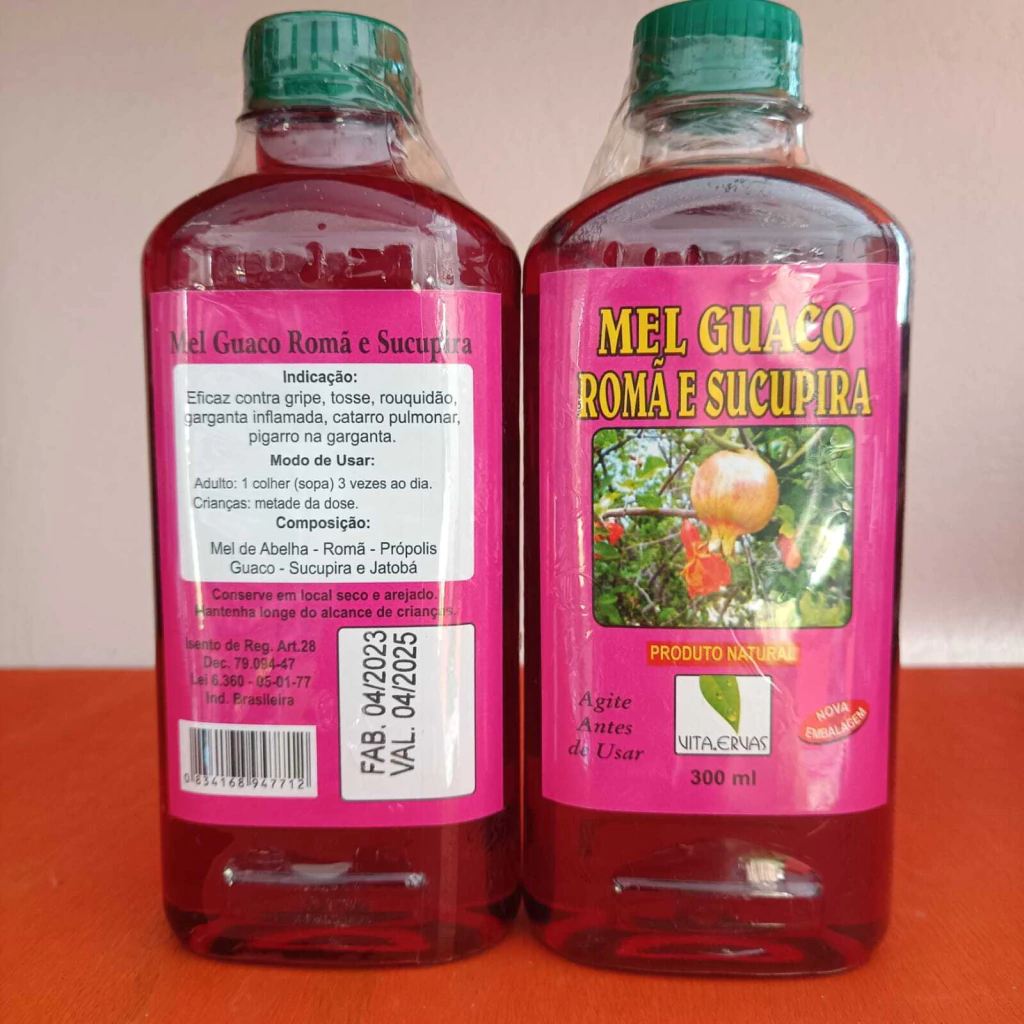 Mel Guaco Romã e Sucupira
Indicação:
Eficaz contra gripe, tosse, rouquidão,
garganta inflamada, catarro pulmonar,
pigarro na garganta.
Modo de Usar:
Adulto: 1 colher (sopa) 3 vezes ao dia.
Crianças: metade da dose.
Composição:
Mel de Abelha - Romã - Própolis
Guaco - Sucupira e Jatobá
Conserve em local seco e arejado.
Mantenha longe do alcance de crianças.
Isento de Reg. Art.28
Dec. 79.094-47
Lei 6.360 - 05-01-77
Ind. Brasileira
FAB. 04/2023
VAL. 04/2025
0 834168 947712
MEL GUACO
ROMÃ E SUCUPIRA
PRODUTO NATURAL
Agite
Antes
de Usar
VITA.ERVAS
300 ml
NOVA
EMBALAGEM